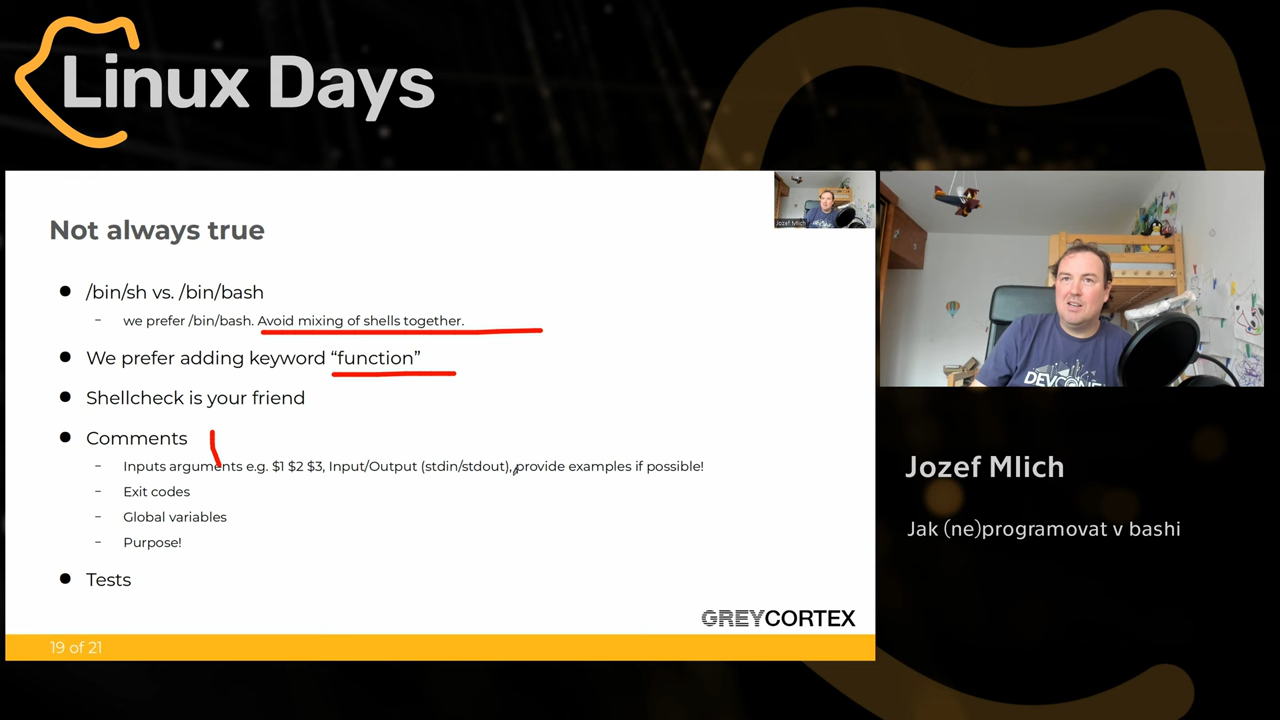 Linux Days
Not always true
Jozef Mlich
/bin/sh vs. /bin/bash
we prefer /bin/bash. Avoid mixing of shells together.
We prefer adding keyword “function”
Shellcheck is your friend
Comments
Inputs arguments e.g. $1 $2 $3, Input/Output (stdin/stdout), provide examples if possible!
Exit codes
Global variables
Purpose!
Tests
GREYCORTEX
19 of 21
Jozef Mlich
Jak (ne)programovat v bashi